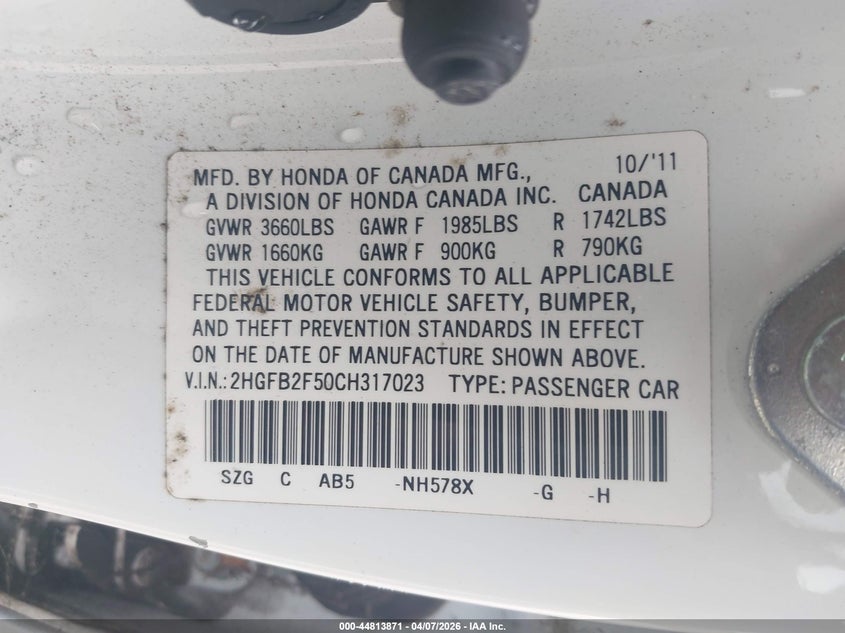 MFD. BY HONDA OF CANADA MFG., 10/'11
A DIVISION OF HONDA CANADA INC. CANADA
GVWR 3660LBS GAWR F 1985LBS R 1742LBS
GVWR 1660KG GAWR F 900KG R 790KG
THIS VEHICLE CONFORMS TO ALL APPLICABLE
FEDERAL MOTOR VEHICLE SAFETY, BUMPER,
AND THEFT PREVENTION STANDARDS IN EFFECT
ON THE DATE OF MANUFACTURE SHOWN ABOVE.
V.I.N.: 2HGFB2F50CH317023 TYPE: PASSENGER CAR
SZG C AB5 -NH578X -G -H
000-44813871 | 04/07/2026 - IAA Inc.